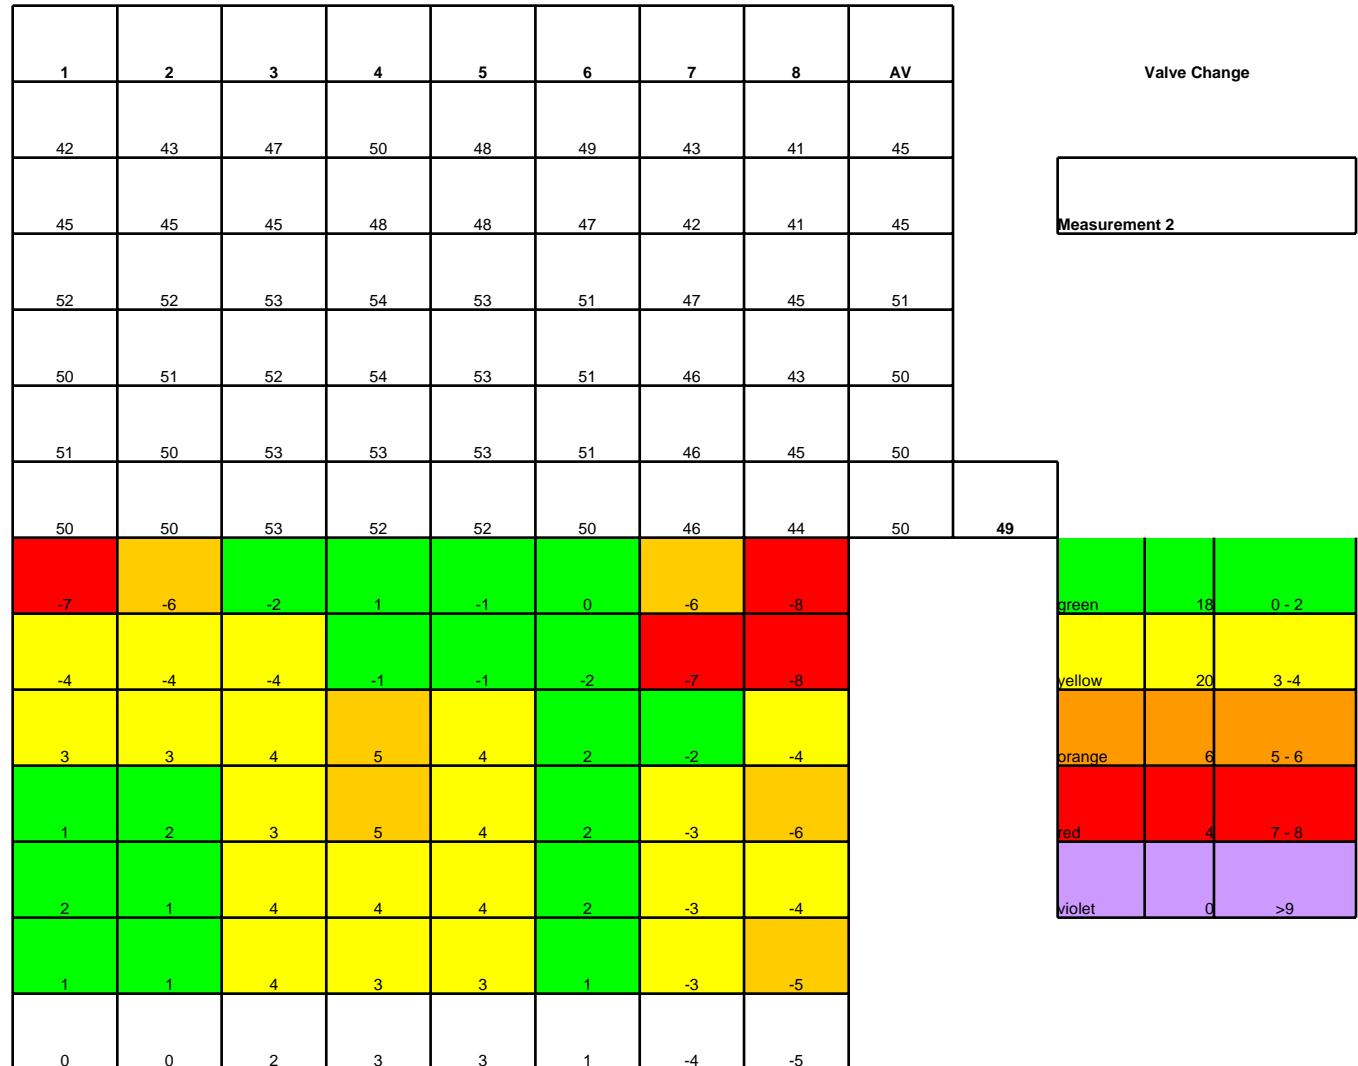 1 2 3 4 5 6 7 8 AV Valve Change
42 43 47 50 48 49 43 41 45
45 45 45 48 48 47 42 41 45 Measurement 2
52 52 53 54 53 51 47 45 51
50 51 52 54 53 51 46 43 50
51 50 53 53 53 51 46 45 50
50 50 53 52 52 50 46 44 50 49
-7 -6 -2 1 -1 0 -6 -8 green 18 0 - 2
-4 -4 -4 -1 -1 -2 -7 -8 yellow 20 3 -4
3 3 4 5 4 2 -2 -4 orange 6 5 - 6
1 2 3 5 4 2 -3 -6 red 4 7 - 8
2 1 4 4 4 2 -3 -4 violet 0 >9
1 1 4 3 3 1 -3 -5
0 0 2 3 3 1 -4 -5